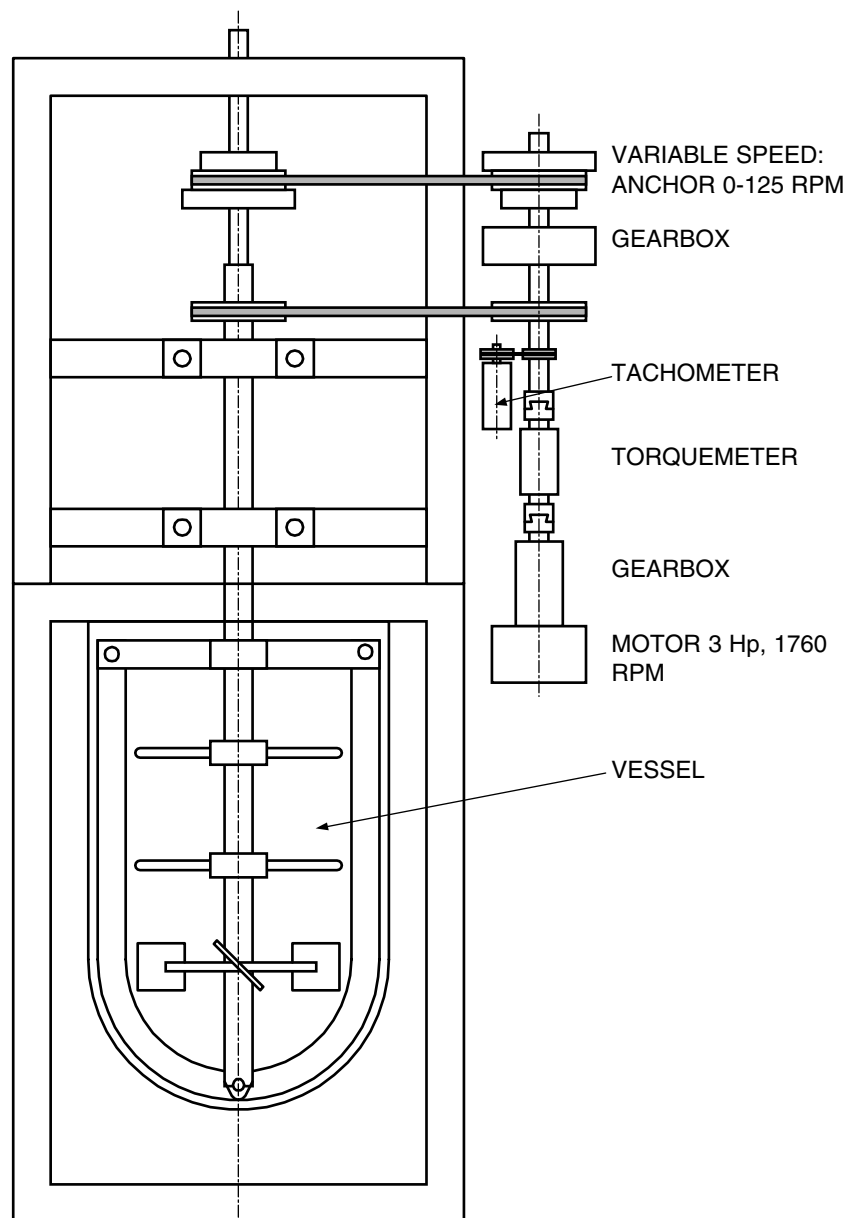 VARIABLE SPEED:
ANCHOR 0-125 RPM
GEARBOX
TACHOMETER
TORQUEMETER
GEARBOX
MOTOR 3 Hp, 1760
RPM
VESSEL